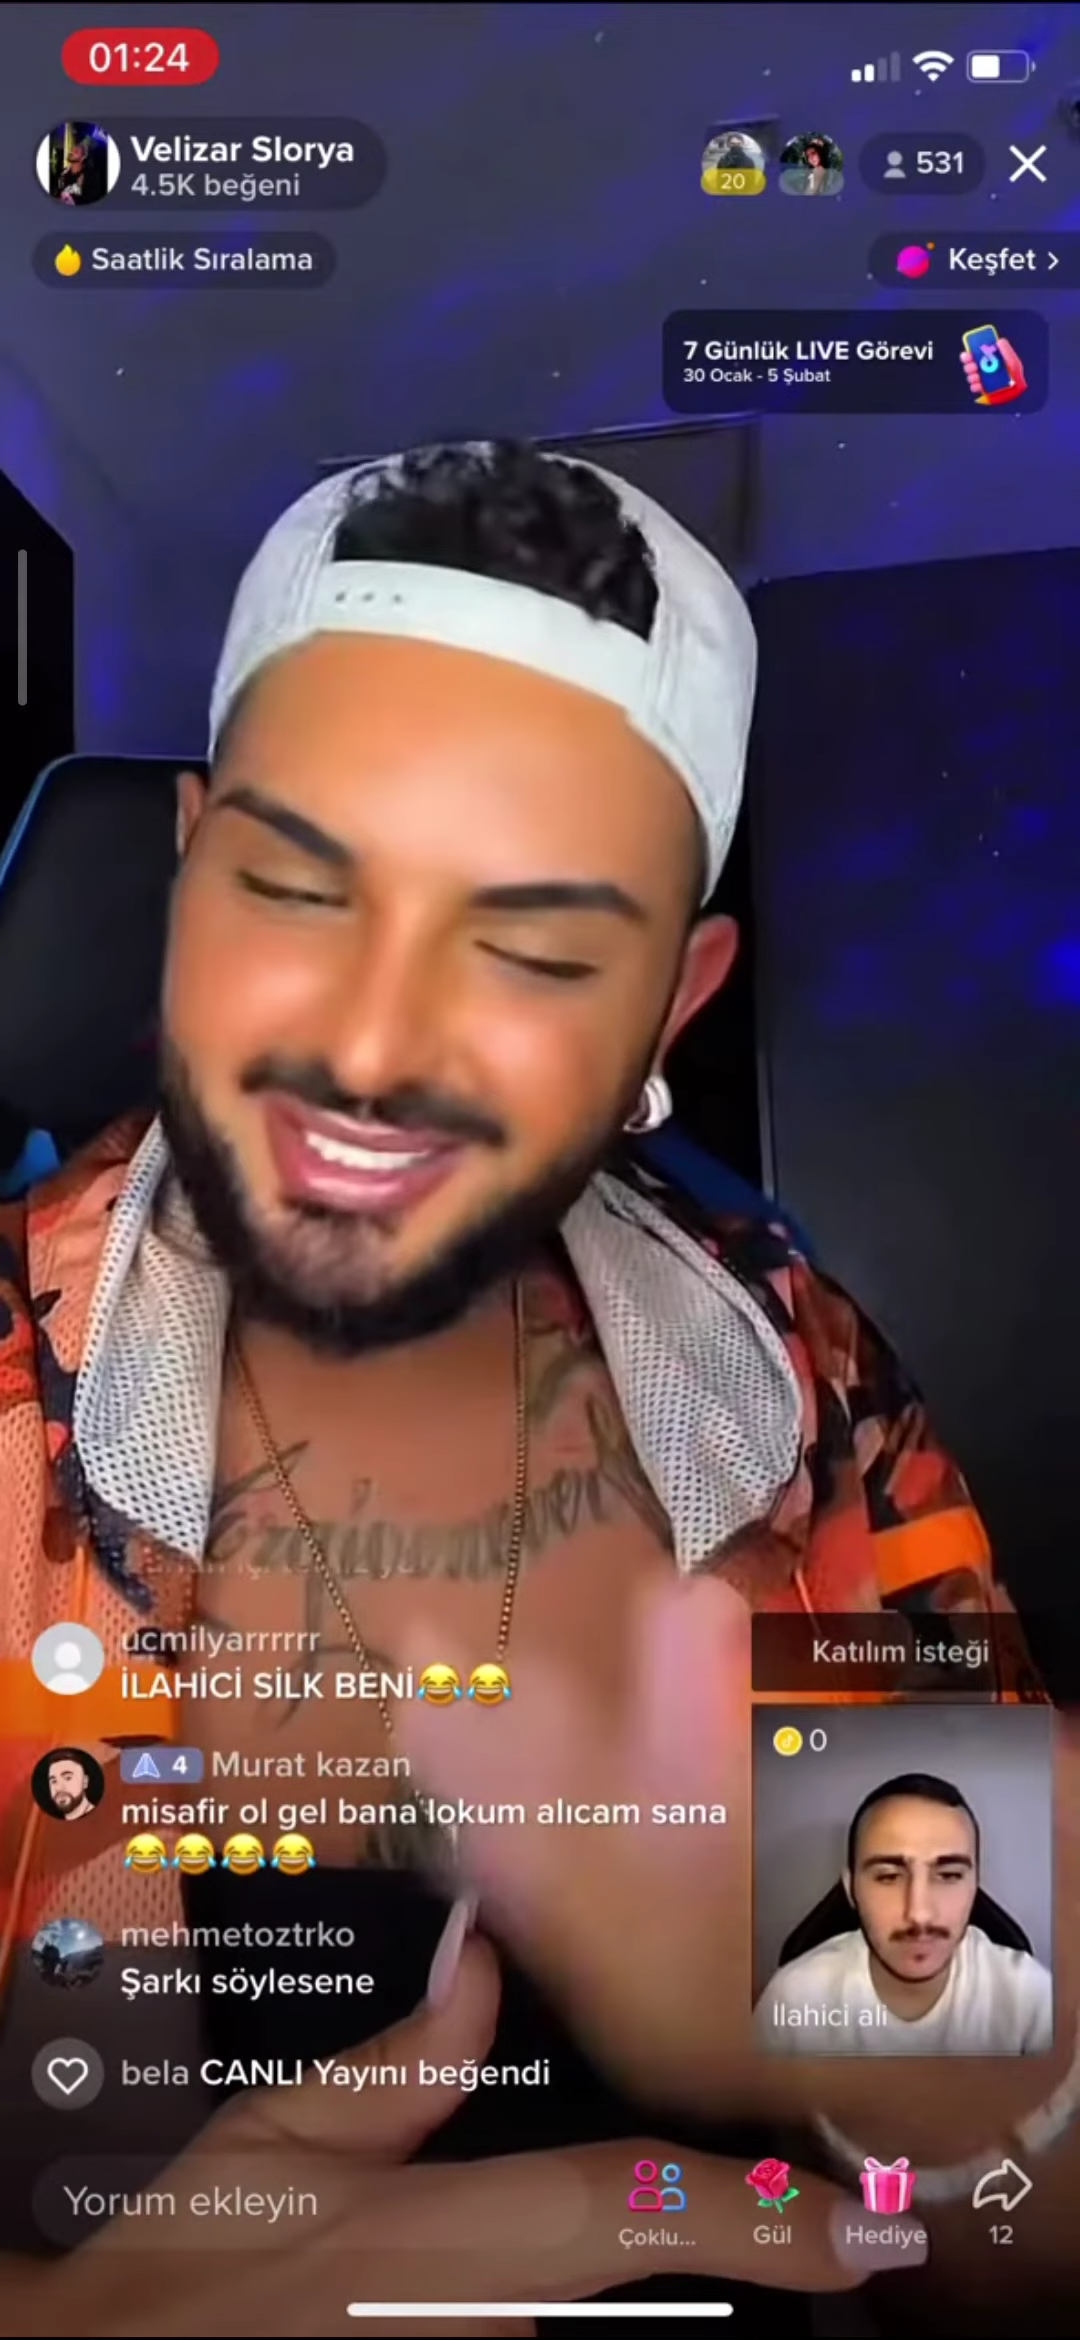 01:24
Velizar Slorya
4.5K beğeni
20
1
531
Saatlik Sıralama
Keşfet >
7 Günlük LIVE Görevi
30 Ocak - 5 Şubat
ucmilyarrrrrr
İLAHİCİ SİLK BENİ😂😂
4 Murat kazan
misafir ol gel bana lokum alıcam sana
😂😂😂😂
mehmetoztrko
Şarkı söylesene
bela CANLI Yayını beğendi
Katılım isteği
0
İlahici ali
Yorum ekleyin
Çoklu...
Gül
Hediye
12